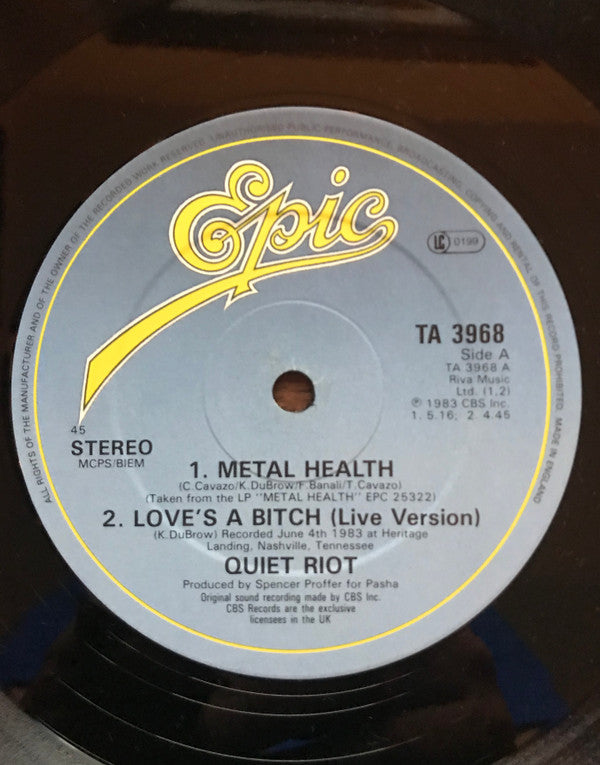 ALL RIGHTS OF THE MANUFACTURER AND OF THE OWNER OF THE RECORDED WORK RESERVED. UNAUTHORISED PUBLIC PERFORMANCE, BROADCASTING, COPYING AND RENTAL OF THIS RECORD PROHIBITED. MADE IN ENGLAND
Epic
LC 0199
TA 3968
Side A
TA 3968 A
Riva Music
Ltd. (1,2)
℗ 1983 CBS Inc.
1. 5.16; 2. 4.45
45
STEREO
MCPS/BIEM
1. METAL HEALTH
(C.Cavazo/K.DuBrow/F.Banali/T.Cavazo)
(Taken from the LP "METAL HEALTH" EPC 25322)
2. LOVE'S A BITCH (Live Version)
(K.DuBrow) Recorded June 4th 1983 at Heritage
Landing, Nashville, Tennessee
QUIET RIOT
Produced by Spencer Proffer for Pasha
Original sound recording made by CBS Inc.
CBS Records are the exclusive
licensees in the UK